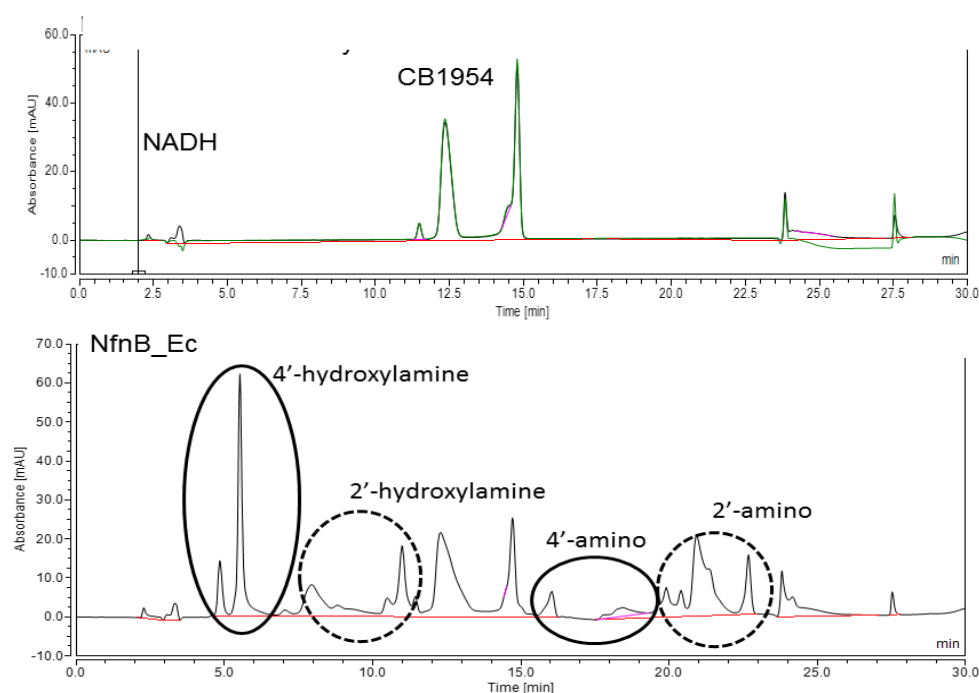 60.0
mAU
CB1954
40.0
NADH
20.0
0.0
min
-10.0
0.0 2.5 5.0 7.5 10.0 12.5 15.0 17.5 20.0 22.5 25.0 27.5 30.0
Absorbance [mAU]
Time [min]
70.0
NfnB_Ec
4'-hydroxylamine
60.0
50.0
40.0
2'-hydroxylamine
30.0
2'-amino
20.0
4'-amino
10.0
0.0
min
-10.0
0.0 5.0 10.0 15.0 20.0 25.0 30.0
Absorbance [mAU]
Time [min]